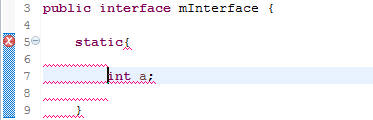 3 public interface mInterface {
4
5 static{
6
7 int a;
8
9 }